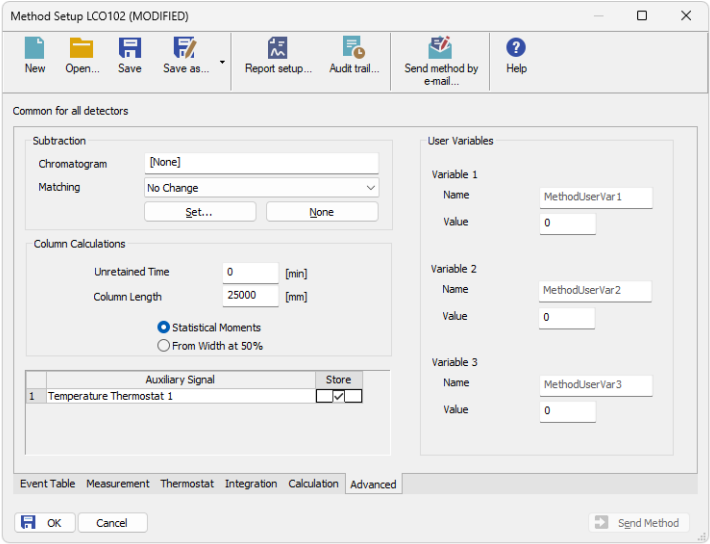 Method Setup LCO102 (MODIFIED)
New Open... Save Save as... Report setup... Audit trail... Send method by e-mail... Help
Common for all detectors
Subtraction
Chromatogram [None]
Matching No Change
Set... None
Column Calculations
Unretained Time 0 [min]
Column Length 25000 [mm]
Statistical Moments
From Width at 50%
Auxiliary Signal Store
1 Temperature Thermostat 1
User Variables
Variable 1
Name MethodUserVar1
Value 0
Variable 2
Name MethodUserVar2
Value 0
Variable 3
Name MethodUserVar3
Value 0
Event Table Measurement Thermostat Integration Calculation Advanced
OK Cancel Send Method